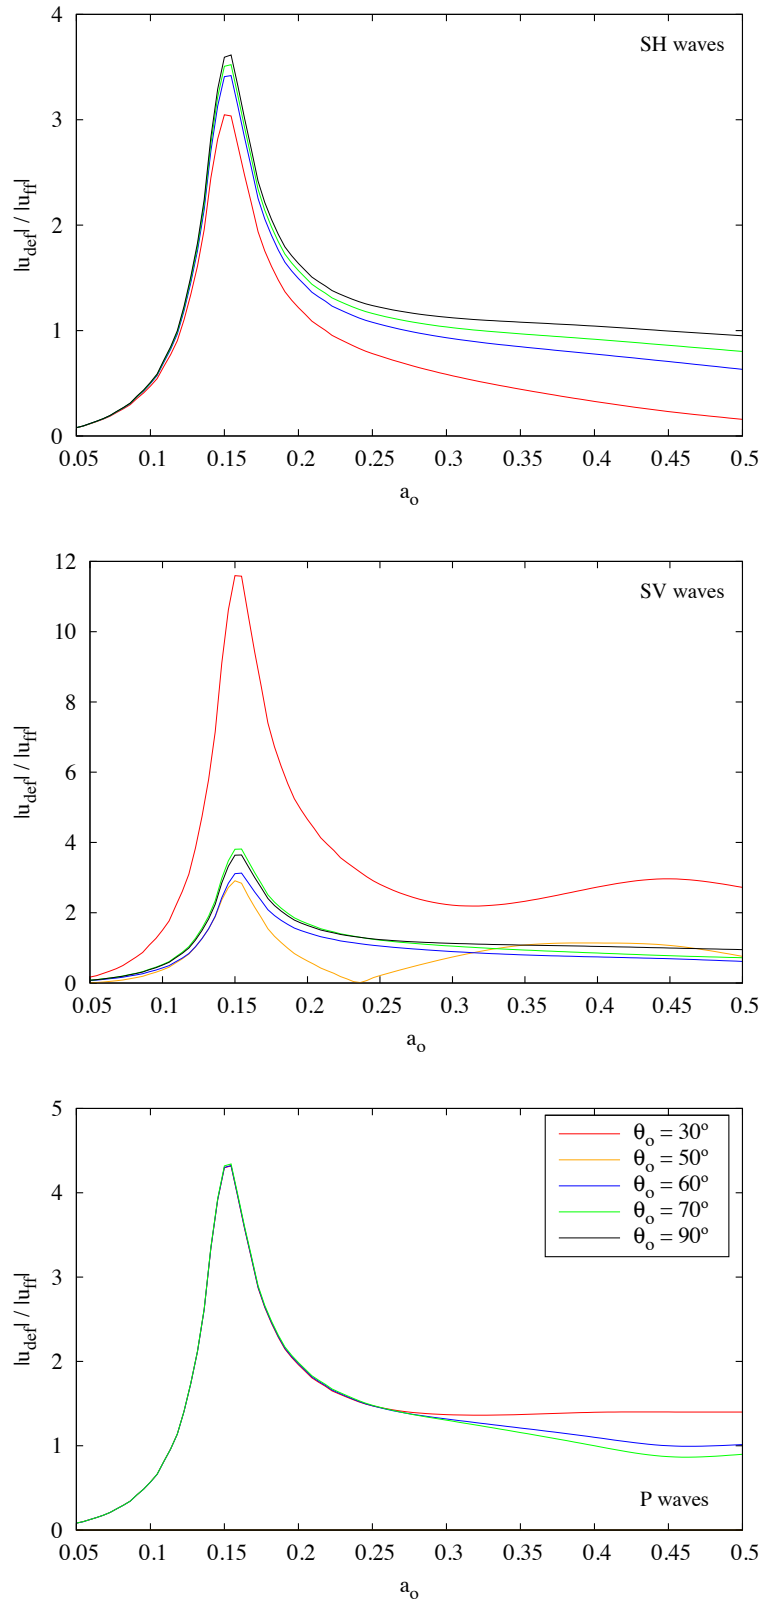 4
3
2
1
0
|u_def| / |u_ff|
SH waves
0.05 0.1 0.15 0.2 0.25 0.3 0.35 0.4 0.45 0.5
a_o
12
10
8
6
4
2
0
|u_def| / |u_ff|
SV waves
0.05 0.1 0.15 0.2 0.25 0.3 0.35 0.4 0.45 0.5
a_o
5
4
3
2
1
0
|u_def| / |u_ff|
θ_o = 30º
θ_o = 50º
θ_o = 60º
θ_o = 70º
θ_o = 90º
P waves
0.05 0.1 0.15 0.2 0.25 0.3 0.35 0.4 0.45 0.5
a_o